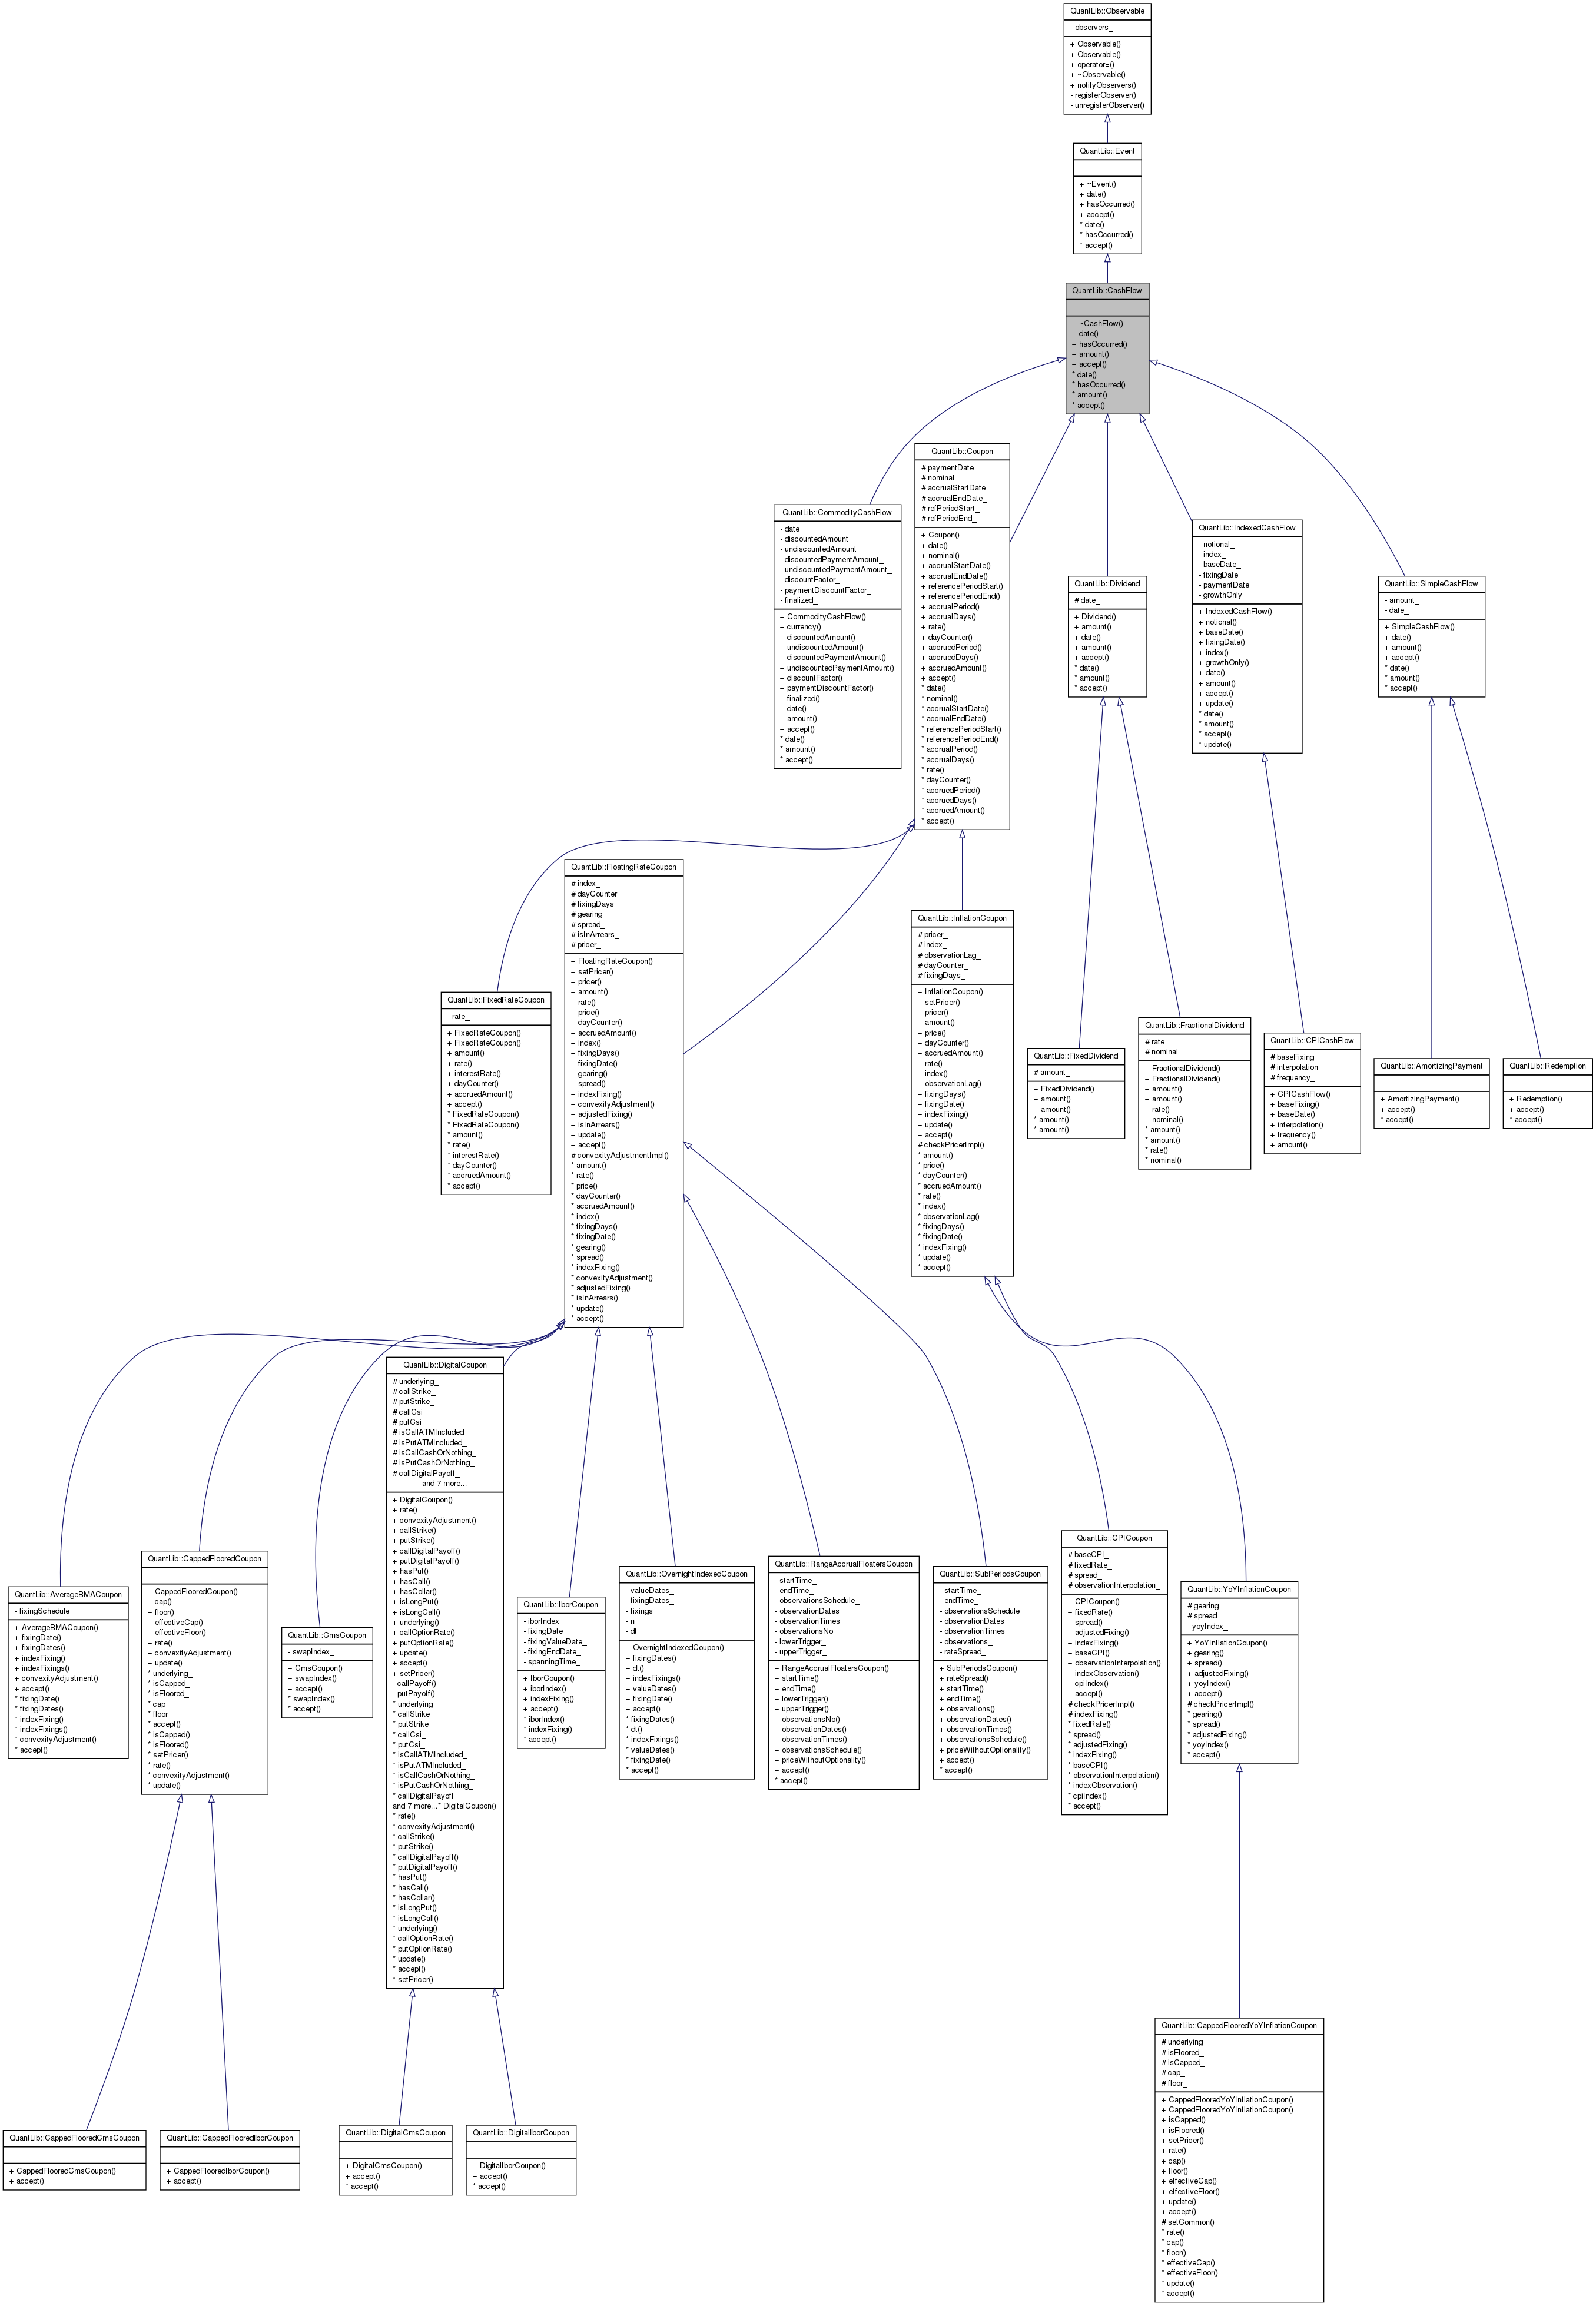 QuantLib::Observable
- observers_
+ Observable()
+ Observable()
+ operator=()
+ ~Observable()
+ notifyObservers()
- registerObserver()
- unregisterObserver()
QuantLib::Event
+ ~Event()
+ date()
+ hasOccurred()
+ accept()
* date()
* hasOccurred()
* accept()
QuantLib::CashFlow
+ ~CashFlow()
+ date()
+ hasOccurred()
+ amount()
+ accept()
* date()
* hasOccurred()
* amount()
* accept()
QuantLib::CommodityCashFlow
- date_
- discountedAmount_
- undiscountedAmount_
- discountedPaymentAmount_
- undiscountedPaymentAmount_
- discountFactor_
- paymentDiscountFactor_
- finalized_
+ CommodityCashFlow()
+ currency()
+ discountedAmount()
+ undiscountedAmount()
+ discountedPaymentAmount()
+ undiscountedPaymentAmount()
+ discountFactor()
+ paymentDiscountFactor()
+ finalized()
+ date()
+ amount()
+ accept()
* date()
* amount()
* accept()
QuantLib::Coupon
# paymentDate_
# nominal_
# accrualStartDate_
# accrualEndDate_
# refPeriodStart_
# refPeriodEnd_
+ Coupon()
+ date()
+ nominal()
+ accrualStartDate()
+ accrualEndDate()
+ referencePeriodStart()
+ referencePeriodEnd()
+ accrualPeriod()
+ accrualDays()
+ rate()
+ dayCounter()
+ accruedPeriod()
+ accruedDays()
+ accruedAmount()
+ accept()
* date()
* nominal()
* accrualStartDate()
* accrualEndDate()
* referencePeriodStart()
* referencePeriodEnd()
* accrualPeriod()
* accrualDays()
* rate()
* dayCounter()
* accruedPeriod()
* accruedDays()
* accruedAmount()
* accept()
QuantLib::Dividend
# date_
+ Dividend()
+ amount()
+ date()
+ amount()
+ accept()
* date()
* amount()
* accept()
QuantLib::IndexedCashFlow
- notional_
- index_
- baseDate_
- fixingDate_
- paymentDate_
- growthOnly_
+ IndexedCashFlow()
+ notional()
+ baseDate()
+ fixingDate()
+ index()
+ growthOnly()
+ date()
+ amount()
+ accept()
+ update()
* date()
* amount()
* accept()
* update()
QuantLib::SimpleCashFlow
- amount_
- date_
+ SimpleCashFlow()
+ date()
+ amount()
+ accept()
* date()
* amount()
* accept()
QuantLib::FixedRateCoupon
- rate_
+ FixedRateCoupon()
+ FixedRateCoupon()
+ amount()
+ rate()
+ interestRate()
+ dayCounter()
+ accruedAmount()
+ accept()
* FixedRateCoupon()
* FixedRateCoupon()
* amount()
* rate()
* interestRate()
* dayCounter()
* accruedAmount()
* accept()
QuantLib::FloatingRateCoupon
# index_
# dayCounter_
# fixingDays_
# gearing_
# spread_
# isInArrears_
# pricer_
+ FloatingRateCoupon()
+ setPricer()
+ pricer()
+ amount()
+ rate()
+ price()
+ dayCounter()
+ accruedAmount()
+ index()
+ fixingDays()
+ fixingDate()
+ gearing()
+ spread()
+ indexFixing()
+ convexityAdjustment()
+ adjustedFixing()
+ isInArrears()
+ update()
+ accept()
# convexityAdjustmentImpl()
* amount()
* rate()
* price()
* dayCounter()
* accruedAmount()
* index()
* fixingDays()
* fixingDate()
* gearing()
* spread()
* indexFixing()
* convexityAdjustment()
* adjustedFixing()
* isInArrears()
* update()
* accept()
QuantLib::InflationCoupon
# pricer_
# index_
# observationLag_
# dayCounter_
# fixingDays_
+ InflationCoupon()
+ setPricer()
+ pricer()
+ amount()
+ price()
+ dayCounter()
+ accruedAmount()
+ rate()
+ index()
+ observationLag()
+ fixingDays()
+ fixingDate()
+ indexFixing()
+ update()
+ accept()
# checkPricerImpl()
* amount()
* price()
* dayCounter()
* accruedAmount()
* rate()
* index()
* observationLag()
* fixingDays()
* fixingDate()
* indexFixing()
* update()
* accept()
QuantLib::FixedDividend
# amount_
+ FixedDividend()
+ amount()
+ amount()
* amount()
* amount()
QuantLib::FractionalDividend
# rate_
# nominal_
+ FractionalDividend()
+ FractionalDividend()
+ amount()
+ amount()
+ rate()
+ nominal()
* amount()
* amount()
* rate()
* nominal()
QuantLib::CPICashFlow
# baseFixing_
# interpolation_
# frequency_
+ CPICashFlow()
+ baseFixing()
+ baseDate()
+ interpolation()
+ frequency()
+ amount()
QuantLib::AmortizingPayment
+ AmortizingPayment()
+ accept()
* accept()
QuantLib::Redemption
+ Redemption()
+ accept()
* accept()
QuantLib::AverageBMACoupon
- fixingSchedule_
+ AverageBMACoupon()
+ fixingDate()
+ fixingDates()
+ indexFixing()
+ indexFixings()
+ convexityAdjustment()
+ accept()
* fixingDate()
* fixingDates()
* indexFixing()
* indexFixings()
* convexityAdjustment()
* accept()
QuantLib::CappedFlooredCoupon
+ CappedFlooredCoupon()
+ cap()
+ floor()
+ effectiveCap()
+ effectiveFloor()
+ rate()
+ convexityAdjustment()
+ update()
* underlying_
* isCapped_
* isFloored_
* cap_
* floor_
* accept()
* isCapped()
* isFloored()
* setPricer()
* rate()
* convexityAdjustment()
* update()
QuantLib::CmsCoupon
- swapIndex_
+ CmsCoupon()
+ swapIndex()
+ accept()
* swapIndex()
* accept()
QuantLib::DigitalCoupon
# underlying_
# callStrike_
# putStrike_
# callCsi_
# putCsi_
# isCallATMIncluded_
# isPutATMIncluded_
# isCallCashOrNothing_
# isPutCashOrNothing_
# callDigitalPayoff_
and 7 more...
+ DigitalCoupon()
+ rate()
+ convexityAdjustment()
+ callStrike()
+ putStrike()
+ callDigitalPayoff()
+ putDigitalPayoff()
+ hasPut()
+ hasCall()
+ hasCollar()
+ isLongPut()
+ isLongCall()
+ underlying()
+ callOptionRate()
+ putOptionRate()
+ update()
+ accept()
+ setPricer()
- callPayoff()
- putPayoff()
* underlying_
* callStrike_
* putStrike_
* callCsi_
* putCsi_
* isCallATMIncluded_
* isPutATMIncluded_
* isCallCashOrNothing_
* isPutCashOrNothing_
* callDigitalPayoff_
and 7 more...* DigitalCoupon()
* rate()
* convexityAdjustment()
* callStrike()
* putStrike()
* callDigitalPayoff()
* putDigitalPayoff()
* hasPut()
* hasCall()
* hasCollar()
* isLongPut()
* isLongCall()
* underlying()
* callOptionRate()
* putOptionRate()
* update()
* accept()
* setPricer()
QuantLib::IborCoupon
- iborIndex_
- fixingDate_
- fixingValueDate_
- fixingEndDate_
- spanningTime_
+ IborCoupon()
+ iborIndex()
+ indexFixing()
+ accept()
* iborIndex()
* indexFixing()
* accept()
QuantLib::OvernightIndexedCoupon
- valueDates_
- fixingDates_
- fixings_
- n_
- dt_
+ OvernightIndexedCoupon()
+ fixingDates()
+ dt()
+ indexFixings()
+ valueDates()
+ fixingDate()
+ accept()
* fixingDates()
* dt()
* indexFixings()
* valueDates()
* fixingDate()
* accept()
QuantLib::RangeAccrualFloatersCoupon
- startTime_
- endTime_
- observationsSchedule_
- observationDates_
- observationTimes_
- observationsNo_
- lowerTrigger_
- upperTrigger_
+ RangeAccrualFloatersCoupon()
+ startTime()
+ endTime()
+ lowerTrigger()
+ upperTrigger()
+ observationsNo()
+ observationDates()
+ observationTimes()
+ observationsSchedule()
+ priceWithoutOptionality()
+ accept()
* accept()
QuantLib::SubPeriodsCoupon
- startTime_
- endTime_
- observationsSchedule_
- observationDates_
- observationTimes_
- observations_
- rateSpread_
+ SubPeriodsCoupon()
+ rateSpread()
+ startTime()
+ endTime()
+ observations()
+ observationDates()
+ observationTimes()
+ observationsSchedule()
+ priceWithoutOptionality()
+ accept()
* accept()
QuantLib::CPICoupon
# baseCPI_
# fixedRate_
# spread_
# observationInterpolation_
+ CPICoupon()
+ fixedRate()
+ spread()
+ adjustedFixing()
+ indexFixing()
+ baseCPI()
+ observationInterpolation()
+ indexObservation()
+ cpiIndex()
+ accept()
# checkPricerImpl()
# indexFixing()
* fixedRate()
* spread()
* adjustedFixing()
* indexFixing()
* baseCPI()
* observationInterpolation()
* indexObservation()
* cpiIndex()
* accept()
QuantLib::YoYInflationCoupon
# gearing_
# spread_
- yoyIndex_
+ YoYInflationCoupon()
+ gearing()
+ spread()
+ adjustedFixing()
+ yoyIndex()
+ accept()
# checkPricerImpl()
* gearing()
* spread()
* adjustedFixing()
* yoyIndex()
* accept()
QuantLib::CappedFlooredCmsCoupon
+ CappedFlooredCmsCoupon()
+ accept()
QuantLib::CappedFlooredIborCoupon
+ CappedFlooredIborCoupon()
+ accept()
QuantLib::DigitalCmsCoupon
+ DigitalCmsCoupon()
+ accept()
* accept()
QuantLib::DigitalIborCoupon
+ DigitalIborCoupon()
+ accept()
* accept()
QuantLib::CappedFlooredYoYInflationCoupon
# underlying_
# isFloored_
# isCapped_
# cap_
# floor_
+ CappedFlooredYoYInflationCoupon()
+ CappedFlooredYoYInflationCoupon()
+ isCapped()
+ isFloored()
+ setPricer()
+ rate()
+ cap()
+ floor()
+ effectiveCap()
+ effectiveFloor()
+ update()
+ accept()
# setCommon()
* rate()
* cap()
* floor()
* effectiveCap()
* effectiveFloor()
* update()
* accept()